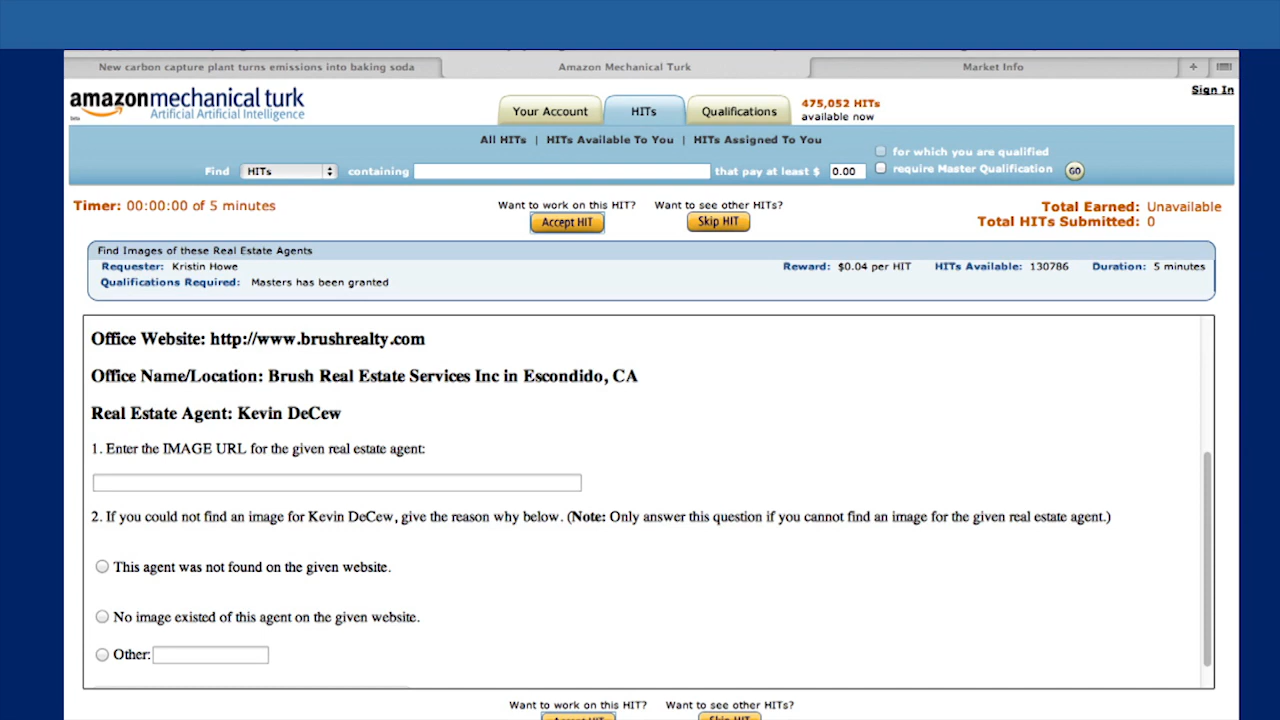 New carbon capture plant turns emissions into baking soda
Amazon Mechanical Turk
Market Info
+
Sign In
amazonmechanical turk
Artificial Artificial Intelligence
Beta
Your Account
HITs
Qualifications
475,052 HITs
available now
All HITs | HITs Available To You | HITs Assigned To You
Find HITs containing that pay at least $ 0.00
for which you are qualified
require Master Qualification
GO
Timer: 00:00:00 of 5 minutes
Want to work on this HIT?
Accept HIT
Want to see other HITs?
Skip HIT
Total Earned: Unavailable
Total HITs Submitted: 0
Find Images of these Real Estate Agents
Requester: Kristin Howe
Reward: $0.04 per HIT HITs Available: 130786 Duration: 5 minutes
Qualifications Required: Masters has been granted
Office Website: http://www.brushrealty.com
Office Name/Location: Brush Real Estate Services Inc in Escondido, CA
Real Estate Agent: Kevin DeCew
1. Enter the IMAGE URL for the given real estate agent:
2. If you could not find an image for Kevin DeCew, give the reason why below. (Note: Only answer this question if you cannot find an image for the given real estate agent.)
This agent was not found on the given website.
No image existed of this agent on the given website.
Other:
Want to work on this HIT?
Accept HIT
Want to see other HITs?
Skip HIT